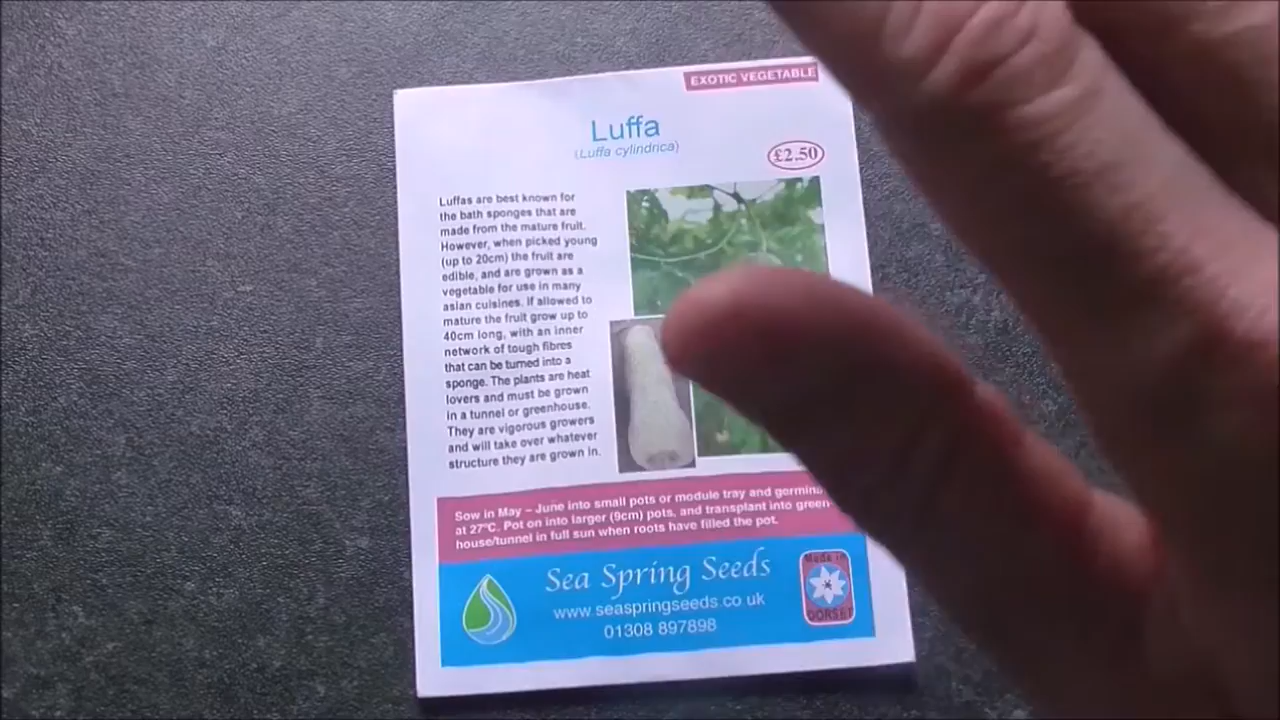 EXOTIC VEGETABLE
Luffa
(Luffa cylindrica)
£2.50
Luffas are best known for
the bath sponges that are
made from the mature fruit.
However, when picked young
(up to 20cm) the fruit are
edible, and are grown as a
vegetable for use in many
asian cuisines. If allowed to
mature the fruit grow up to
40cm long, with an inner
network of tough fibres
that can be turned into a
sponge. The plants are heat
lovers and must be grown
in a tunnel or greenhouse.
They are vigorous growers
and will take over whatever
structure they are grown in.
Sow in May – June into small pots or module tray and
at 27°C. Pot on into larger (9cm) pots, and transplant into green-
house/tunnel in full sun when roots have filled the pot.
Sea Spring Seeds
www.seaspringseeds.co.uk
01308 897898
Made in
DORSET